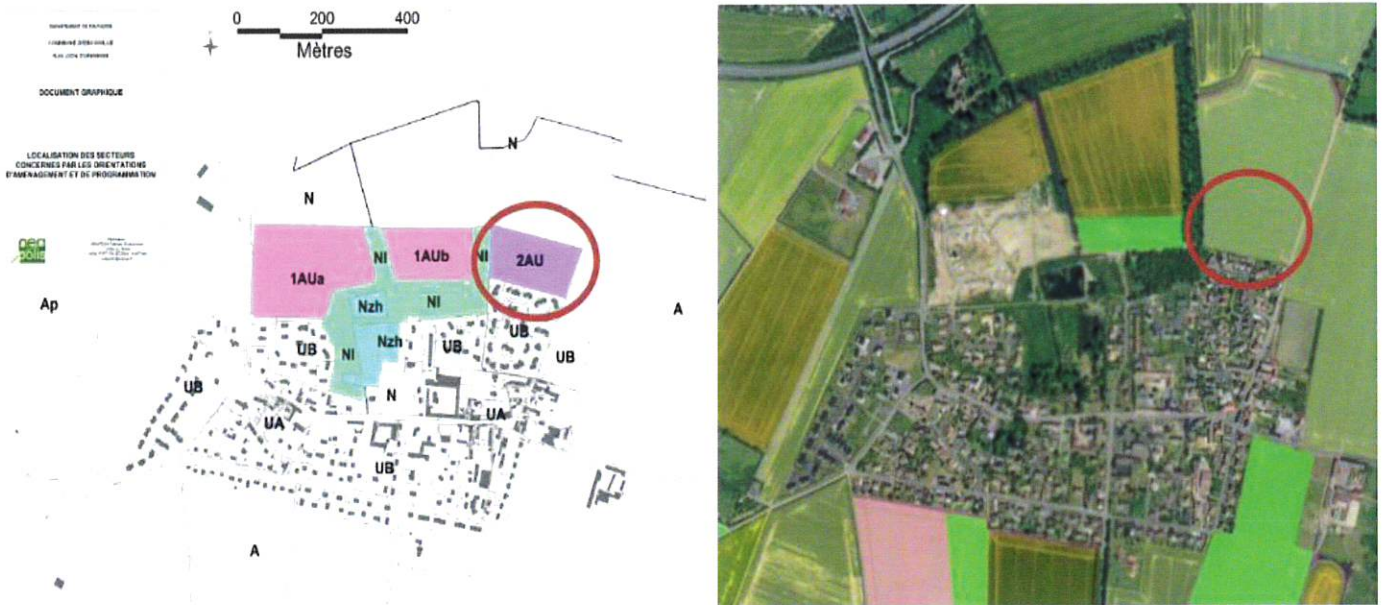 0 200 400
Mètres
DOCUMENT GRAPHIQUE
LOCALISATION DES SECTEURS
CONCERNES PAR LES ORIENTATIONS
D'AMENAGEMENT ET DE PROGRAMMATION
N
N
1AUa
NI
1AUb
NI
2AU
Ap
Nzh
NI
A
UB
NI
Nzh
UB
UB
UB
UB
N
UA
UA
UB
A